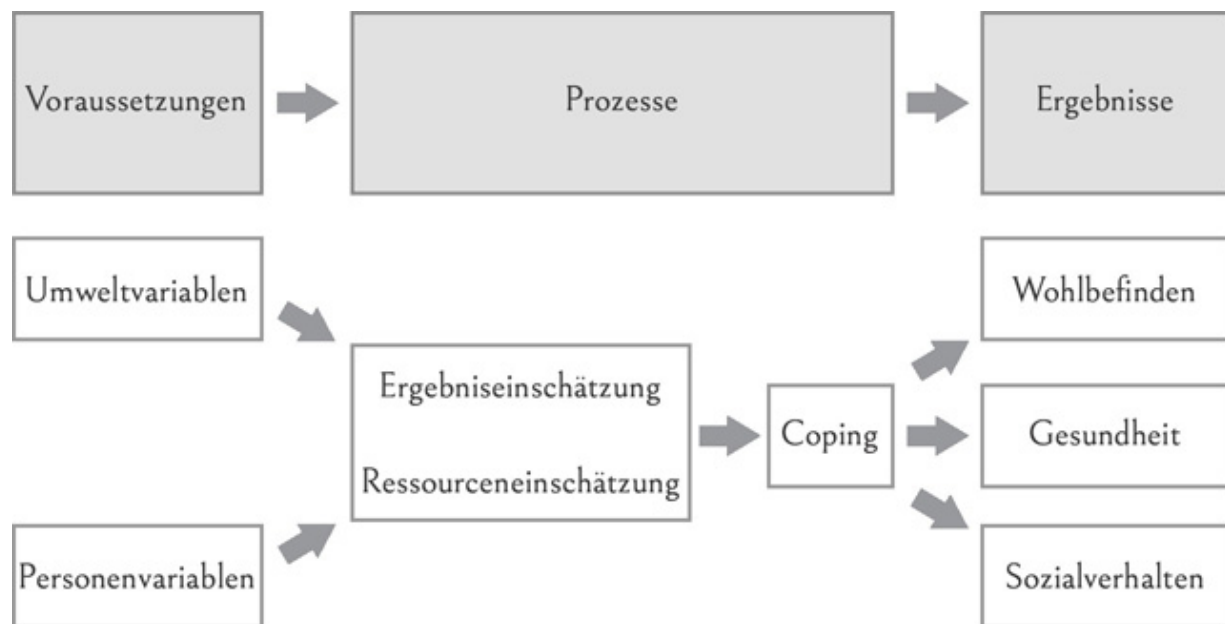 Voraussetzungen
Prozesse
Ergebnisse
Umweltvariablen
Wohlbefinden
Ergebniseinschätzung
Coping
Gesundheit
Ressourceneinschätzung
Personenvariablen
Sozialverhalten